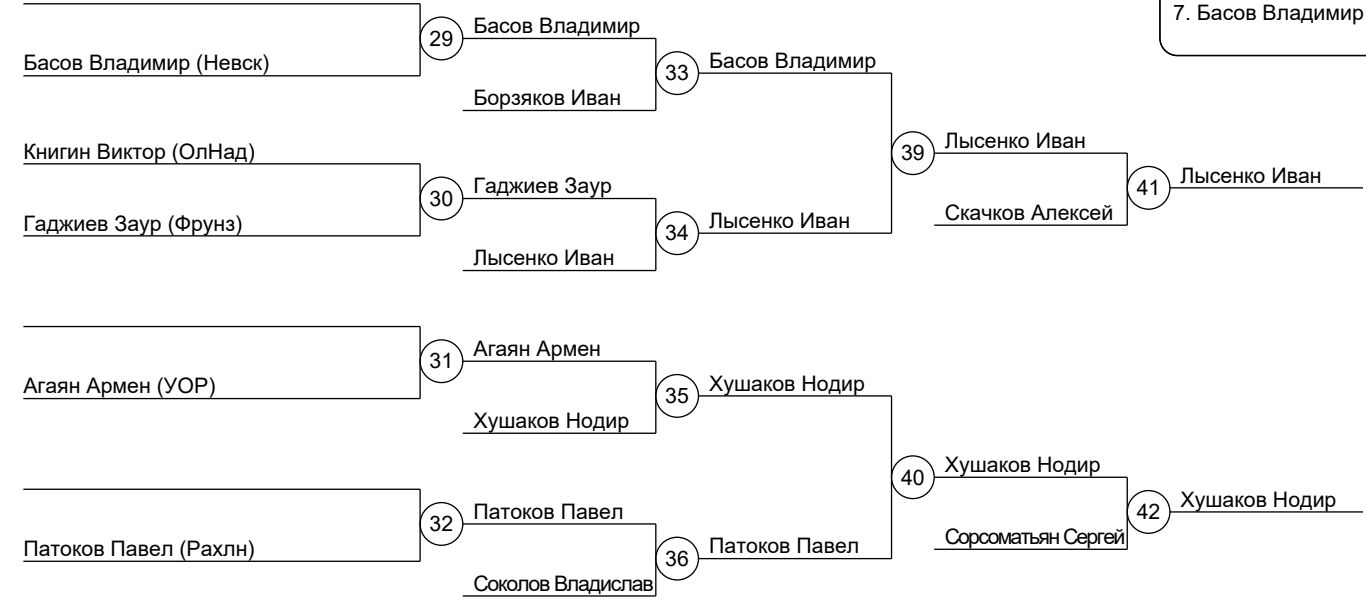 7. Басов Владимир
29
Басов Владимир
Басов Владимир (Невск)
33
Басов Владимир
Борзяков Иван
Книгин Виктор (ОлНад)
39
Лысенко Иван
30
Гаджиев Заур
41
Лысенко Иван
Гаджиев Заур (Фрунз)
34
Лысенко Иван
Скачков Алексей
Лысенко Иван
31
Агаян Армен
Агаян Армен (УОР)
35
Хушаков Нодир
Хушаков Нодир
40
Хушаков Нодир
32
Патоков Павел
42
Хушаков Нодир
Патоков Павел (Рахлн)
36
Патоков Павел
Сорсоматьян Сергей
Соколов Владислав